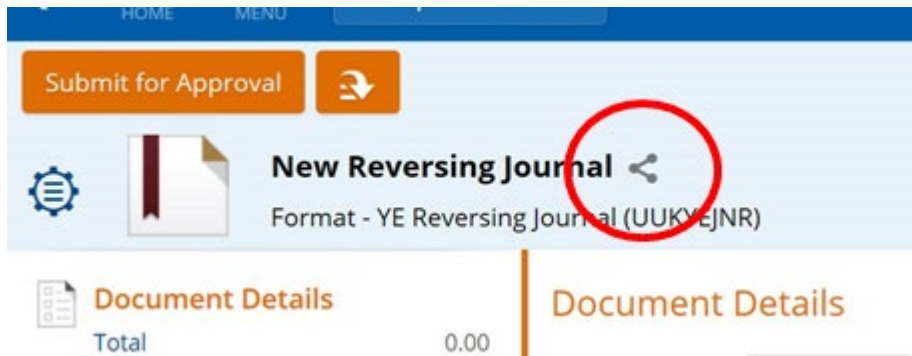 HOME MENU
Submit for Approval
New Reversing Journal
Format - YE Reversing Journal (UUKYEJNR)
Document Details
Total 0.00
Document Details